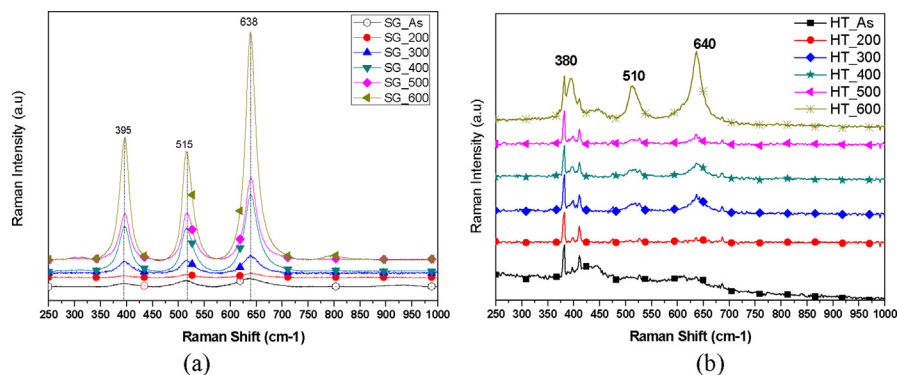 638
395
515
SG_As
SG_200
SG_300
SG_400
SG_500
SG_600
Raman Intensity (a.u)
250 300 350 400 450 500 550 600 650 700 750 800 850 900 950 1000
Raman Shift (cm-1)
(a)
380
510
640
HT_As
HT_200
HT_300
HT_400
HT_500
HT_600
Raman Intensity (a.u)
250 300 350 400 450 500 550 600 650 700 750 800 850 900 950 1000
Raman Shift (cm-1)
(b)